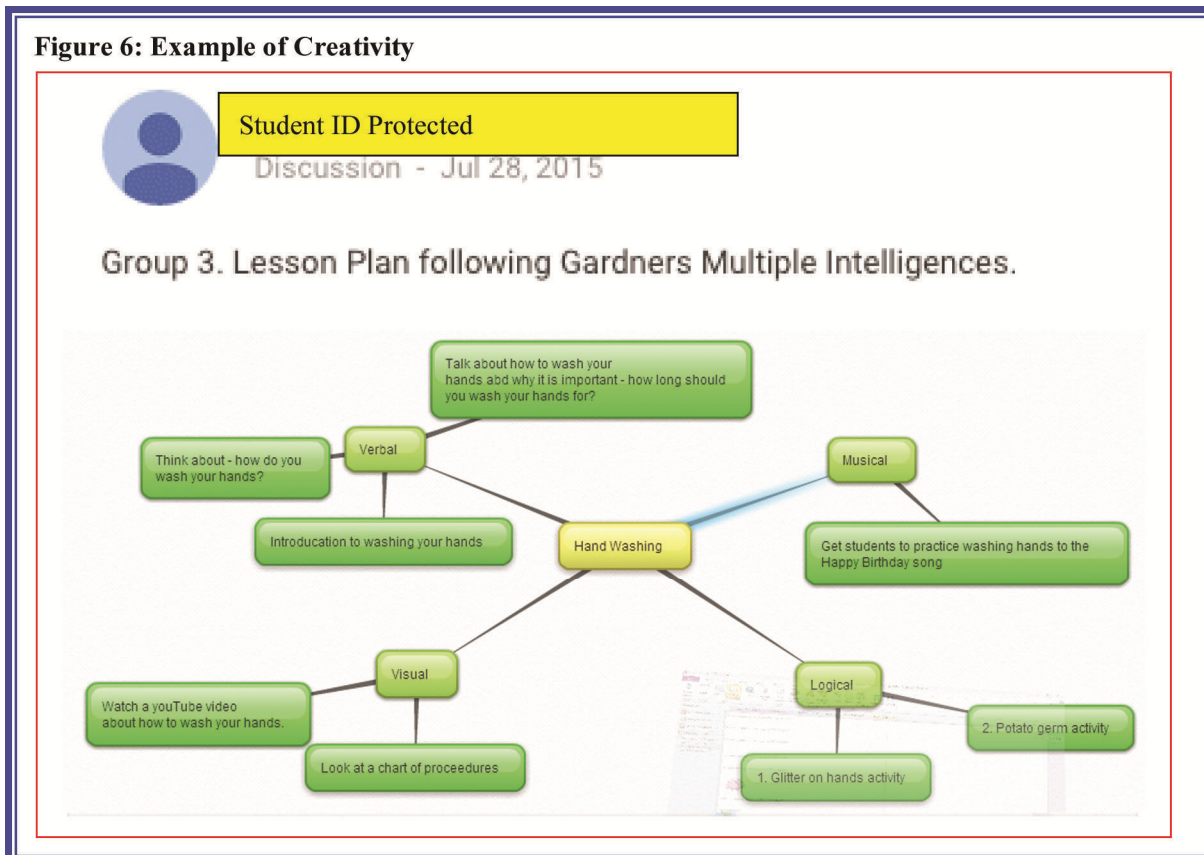 Figure 6: Example of Creativity
Student ID Protected
Discussion - Jul 28, 2015
Group 3. Lesson Plan following Gardners Multiple Intelligences.
Talk about how to wash your
hands abd why it is important - how long should
you wash your hands for?
Verbal
Think about - how do you
wash your hands?
Introducation to washing your hands
Musical
Hand Washing
Get students to practice washing hands to the
Happy Birthday song
Visual
Watch a youTube video
about how to wash your hands.
Look at a chart of proceedures
Logical
2. Potato germ activity
1. Glitter on hands activity